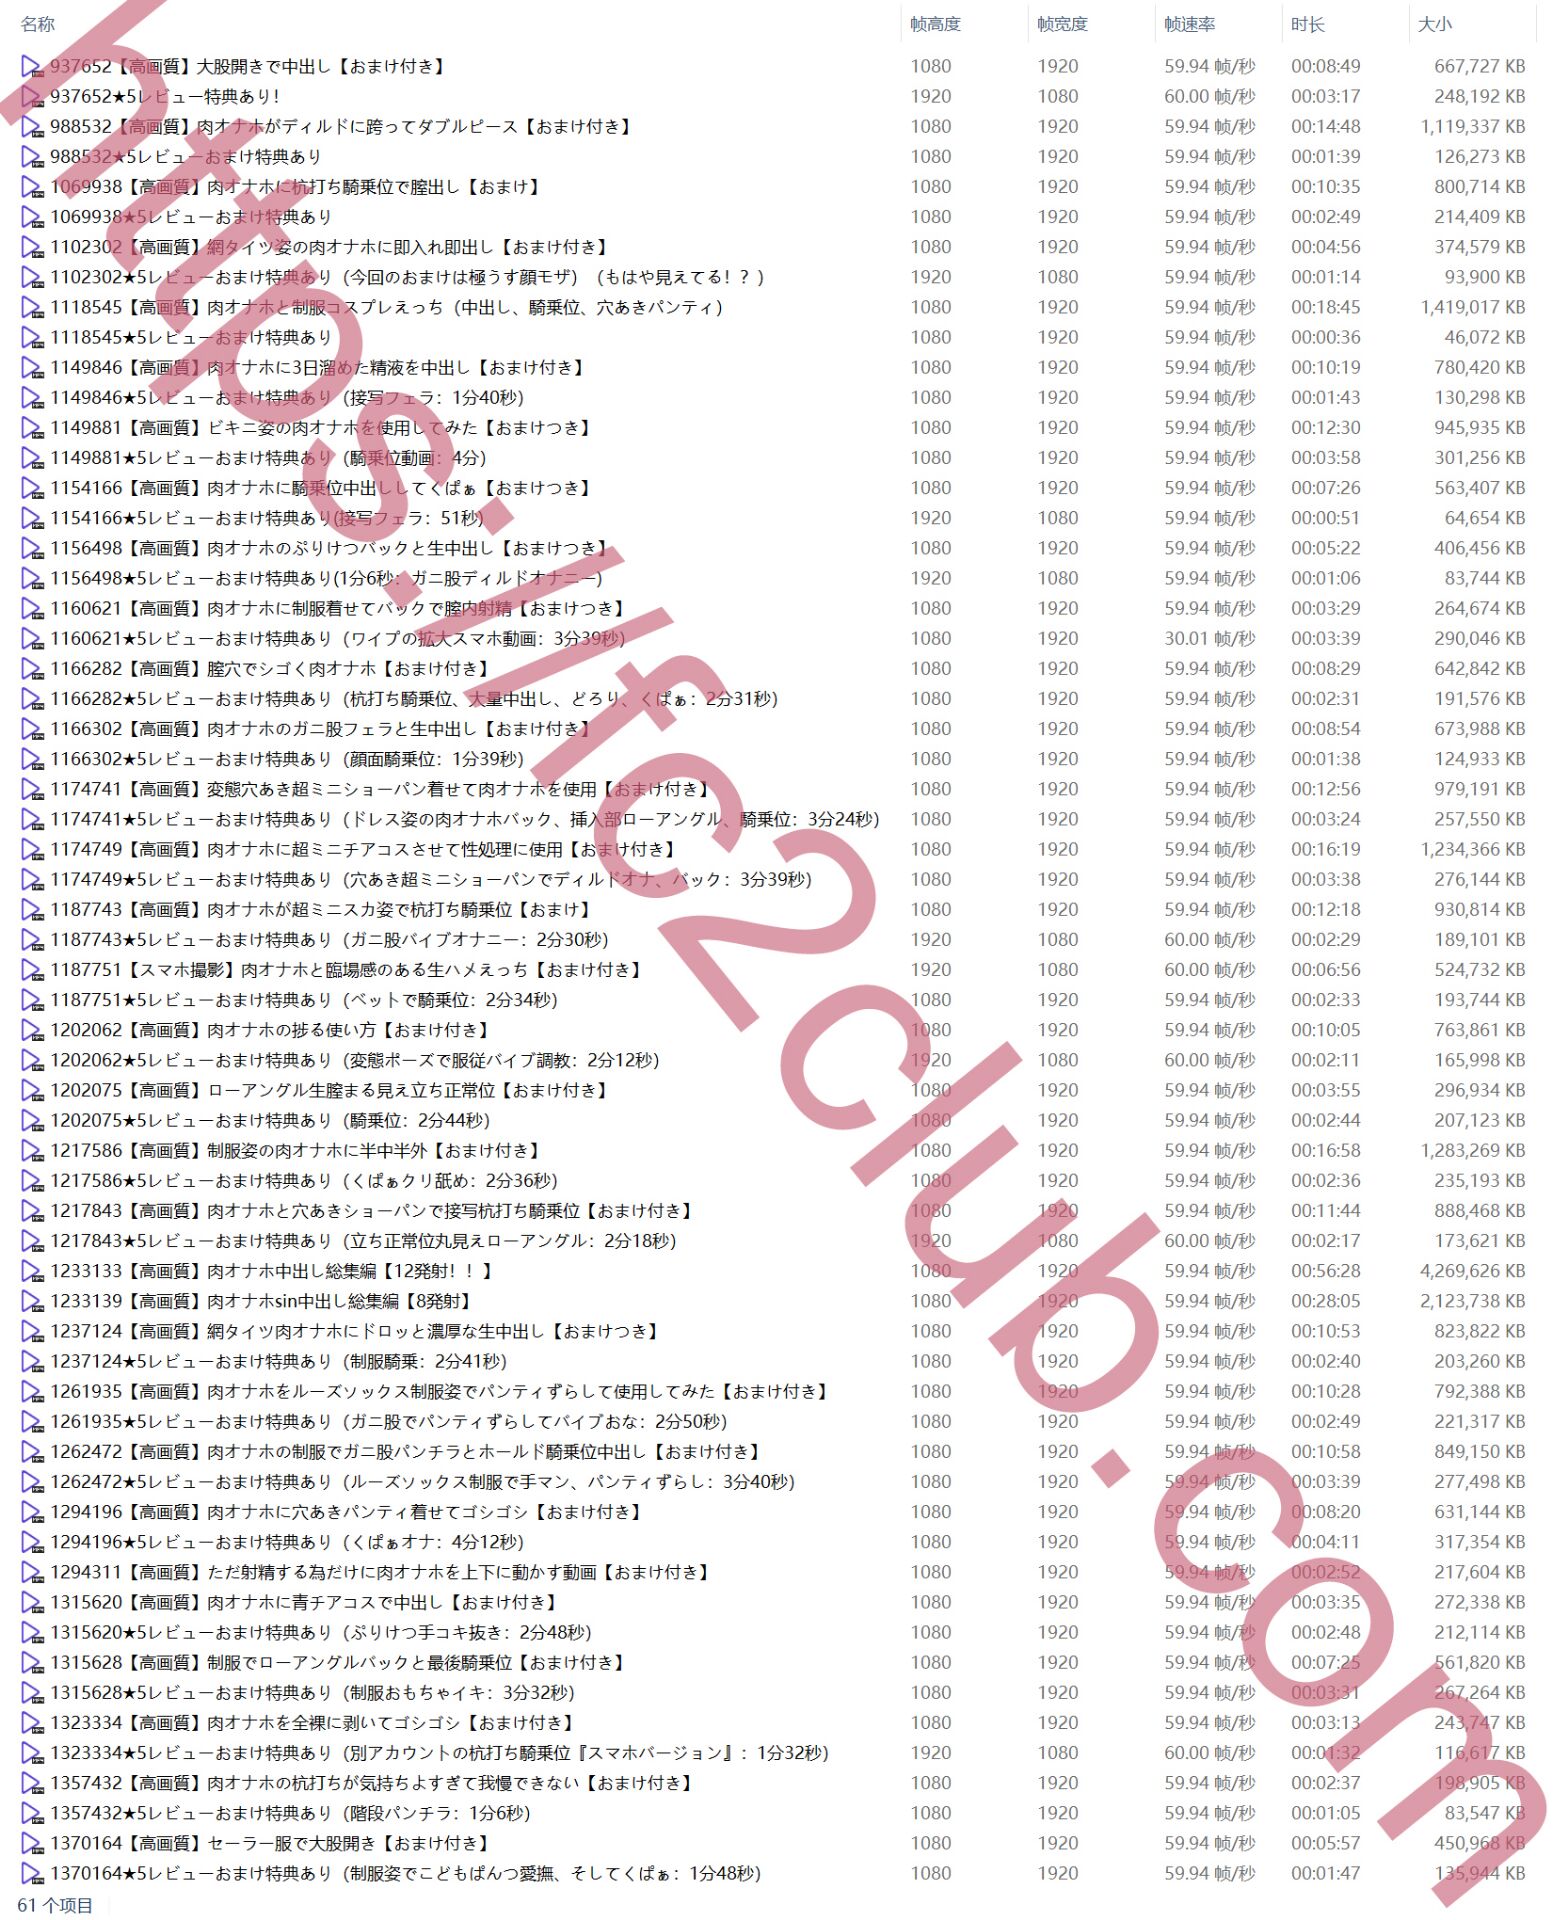 名称 帧高度 帧宽度 帧速率 时长 大小
937652【高画質】大股開きで中出し【おまけ付き】 1080 1920 59.94 帧/秒 00:08:49 667,727 KB
937652★5レビュー特典あり! 1920 1080 60.00 帧/秒 00:03:17 248,192 KB
988532【高画質】肉オナホがディルドに跨ってダブルピース【おまけ付き】 1080 1920 59.94 帧/秒 00:14:48 1,119,337 KB
988532★5レビューおまけ特典あり 1080 1920 59.94 帧/秒 00:01:39 126,273 KB
1069938【高画質】肉オナホに杭打ち騎乗位で膣出し【おまけ】 1080 1920 59.94 帧/秒 00:10:35 800,714 KB
1069938★5レビューおまけ特典あり 1080 1920 59.94 帧/秒 00:02:49 214,409 KB
1102302【高画質】網タイツ姿の肉オナホに即入れ即出し【おまけ付き】 1080 1920 59.94 帧/秒 00:04:56 374,579 KB
1102302★5レビューおまけ特典あり（今回のおまけは極うす顔モザ）（もはや見えてる！？） 1920 1080 59.94 帧/秒 00:01:14 93,900 KB
1118545【高画質】肉オナホと制服コスプレえっち（中出し、騎乗位、穴あきパンティ） 1080 1920 59.94 帧/秒 00:18:45 1,419,017 KB
1118545★5レビューおまけ特典あり 1080 1920 59.94 帧/秒 00:00:36 46,072 KB
1149846【高画質】肉オナホに3日溜めた精液を中出し【おまけ付き】 1080 1920 59.94 帧/秒 00:10:19 780,420 KB
1149846★5レビューおまけ特典あり（接写フェラ：1分40秒） 1080 1920 59.94 帧/秒 00:01:43 130,298 KB
1149881【高画質】ビキニ姿の肉オナホを使用してみた【おまけつき】 1080 1920 59.94 帧/秒 00:12:30 945,935 KB
1149881★5レビューおまけ特典あり（騎乗位動画：4分） 1080 1920 59.94 帧/秒 00:03:58 301,256 KB
1154166【高画質】肉オナホに騎乗位中出ししてくぱぁ【おまけつき】 1080 1920 59.94 帧/秒 00:07:26 563,407 KB
1154166★5レビューおまけ特典あり(接写フェラ：51秒) 1920 1080 59.94 帧/秒 00:00:51 64,654 KB
1156498【高画質】肉オナホのぷりけつバックと生中出し【おまけつき】 1080 1920 59.94 帧/秒 00:05:22 406,456 KB
1156498★5レビューおまけ特典あり(1分6秒：ガニ股ディルドオナニー) 1920 1080 59.94 帧/秒 00:01:06 83,744 KB
1160621【高画質】肉オナホに制服着せてバックで膣内射精【おまけつき】 1080 1920 59.94 帧/秒 00:03:29 264,674 KB
1160621★5レビューおまけ特典あり（ワイプの拡大スマホ動画：3分39秒） 1080 1920 30.01 帧/秒 00:03:39 290,046 KB
1166282【高画質】膣穴でシゴく肉オナホ【おまけ付き】 1080 1920 59.94 帧/秒 00:08:29 642,842 KB
1166282★5レビューおまけ特典あり（杭打ち騎乗位、大量中出し、どろり、くぱぁ：2分31秒） 1080 1920 59.94 帧/秒 00:02:31 191,576 KB
1166302【高画質】肉オナホのガニ股フェラと生中出し【おまけ付き】 1080 1920 59.94 帧/秒 00:08:54 673,988 KB
1166302★5レビューおまけ特典あり（顔面騎乗位：1分39秒） 1080 1920 59.94 帧/秒 00:01:38 124,933 KB
1174741【高画質】変態穴あき超ミニショーパン着せて肉オナホを使用【おまけ付き】 1080 1920 59.94 帧/秒 00:12:56 979,191 KB
1174741★5レビューおまけ特典あり（ドレス姿の肉オナホバック、挿入部ローアングル、騎乗位：3分24秒） 1080 1920 59.94 帧/秒 00:03:24 257,550 KB
1174749【高画質】肉オナホに超ミニチアコスさせて性処理に使用【おまけ付き】 1080 1920 59.94 帧/秒 00:16:19 1,234,366 KB
1174749★5レビューおまけ特典あり（穴あき超ミニショーパンでディルドオナ、バック：3分39秒） 1080 1920 59.94 帧/秒 00:03:38 276,144 KB
1187743【高画質】肉オナホが超ミニスカ姿で杭打ち騎乗位【おまけ】 1080 1920 59.94 帧/秒 00:12:18 930,814 KB
1187743★5レビューおまけ特典あり（ガニ股バイブオナニー：2分30秒） 1920 1080 60.00 帧/秒 00:02:29 189,101 KB
1187751【スマホ撮影】肉オナホと臨場感のある生ハメえっち【おまけ付き】 1920 1080 60.00 帧/秒 00:06:56 524,732 KB
1187751★5レビューおまけ特典あり（ベットで騎乗位：2分34秒） 1080 1920 59.94 帧/秒 00:02:33 193,744 KB
1202062【高画質】肉オナホの捗る使い方【おまけ付き】 1080 1920 59.94 帧/秒 00:10:05 763,861 KB
1202062★5レビューおまけ特典あり（変態ポーズで服従バイブ調教：2分12秒） 1920 1080 60.00 帧/秒 00:02:11 165,998 KB
1202075【高画質】ローアングル生膣まる見え立ち正常位【おまけ付き】 1080 1920 59.94 帧/秒 00:03:55 296,934 KB
1202075★5レビューおまけ特典あり（騎乗位：2分44秒） 1080 1920 59.94 帧/秒 00:02:44 207,123 KB
1217586【高画質】制服姿の肉オナホに半中半外【おまけ付き】 1080 1920 59.94 帧/秒 00:16:58 1,283,269 KB
1217586★5レビューおまけ特典あり（くぱぁクリ舐め：2分36秒） 1080 1920 59.94 帧/秒 00:02:36 235,193 KB
1217843【高画質】肉オナホと穴あきショーパンで接写杭打ち騎乗位【おまけ付き】 1080 1920 59.94 帧/秒 00:11:44 888,468 KB
1217843★5レビューおまけ特典あり（立ち正常位丸見えローアングル：2分18秒） 1920 1080 60.00 帧/秒 00:02:17 173,621 KB
1233133【高画質】肉オナホ中出し総集編【12発射！！】 1080 1920 59.94 帧/秒 00:56:28 4,269,626 KB
1233139【高画質】肉オナホsin中出し総集編【8発射】 1080 1920 59.94 帧/秒 00:28:05 2,123,738 KB
1237124【高画質】網タイツ肉オナホにドロッと濃厚な生中出し【おまけつき】 1080 1920 59.94 帧/秒 00:10:53 823,822 KB
1237124★5レビューおまけ特典あり（制服騎乗：2分41秒） 1080 1920 59.94 帧/秒 00:02:40 203,260 KB
1261935【高画質】肉オナホをルーズソックス制服姿でパンティずらして使用してみた【おまけ付き】 1080 1920 59.94 帧/秒 00:10:28 792,388 KB
1261935★5レビューおまけ特典あり（ガニ股でパンティずらしてバイブおな：2分50秒） 1080 1920 59.94 帧/秒 00:02:49 221,317 KB
1262472【高画質】肉オナホの制服でガニ股パンチラとホールド騎乗位中出し【おまけ付き】 1080 1920 59.94 帧/秒 00:10:58 849,150 KB
1262472★5レビューおまけ特典あり（ルーズソックス制服で手マン、パンティずらし：3分40秒） 1080 1920 59.94 帧/秒 00:03:39 277,498 KB
1294196【高画質】肉オナホに穴あきパンティ着せてゴシゴシ【おまけ付き】 1080 1920 59.94 帧/秒 00:08:20 631,144 KB
1294196★5レビューおまけ特典あり（くぱぁオナ：4分12秒） 1080 1920 59.94 帧/秒 00:04:11 317,354 KB
1294311【高画質】ただ射精する為だけに肉オナホを上下に動かす動画【おまけ付き】 1080 1920 59.94 帧/秒 00:02:52 217,604 KB
1315620【高画質】肉オナホに青チアコスで中出し【おまけ付き】 1080 1920 59.94 帧/秒 00:03:35 272,338 KB
1315620★5レビューおまけ特典あり（ぷりけつ手コキ抜き：2分48秒） 1080 1920 59.94 帧/秒 00:02:48 212,114 KB
1315628【高画質】制服でローアングルバックと最後騎乗位【おまけ付き】 1080 1920 59.94 帧/秒 00:07:25 561,820 KB
1315628★5レビューおまけ特典あり（制服おもちゃイキ：3分32秒） 1080 1920 59.94 帧/秒 00:03:31 267,264 KB
1323334【高画質】肉オナホを全裸に剥いてゴシゴシ【おまけ付き】 1080 1920 59.94 帧/秒 00:03:13 243,747 KB
1323334★5レビューおまけ特典あり（別アカウントの杭打ち騎乗位『スマホバージョン』：1分32秒） 1920 1080 60.00 帧/秒 00:01:32 116,617 KB
1357432【高画質】肉オナホの杭打ちが気持ちよすぎて我慢できない【おまけ付き】 1080 1920 59.94 帧/秒 00:02:37 198,905 KB
1357432★5レビューおまけ特典あり（階段パンチラ：1分6秒） 1080 1920 59.94 帧/秒 00:01:05 83,547 KB
1370164【高画質】セーラー服で大股開き【おまけ付き】 1080 1920 59.94 帧/秒 00:05:57 450,968 KB
1370164★5レビューおまけ特典あり（制服姿でこどもぱんつ愛撫、そしてくぱぁ：1分48秒） 1080 1920 59.94 帧/秒 00:01:47 135,944 KB
61 个项目
https://fc2club.com